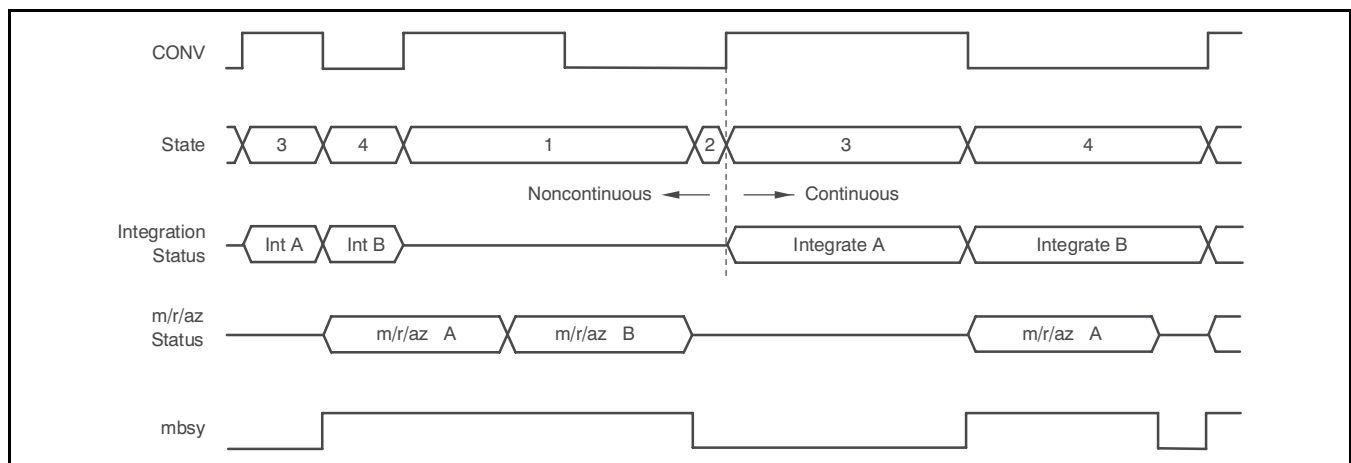 CONV
State
3
4
1
2
3
4
Noncontinuous
Continuous
Integration
Status
Int A
Int B
Integrate A
Integrate B
m/r/az
Status
m/r/az A
m/r/az B
m/r/az A
mbsy